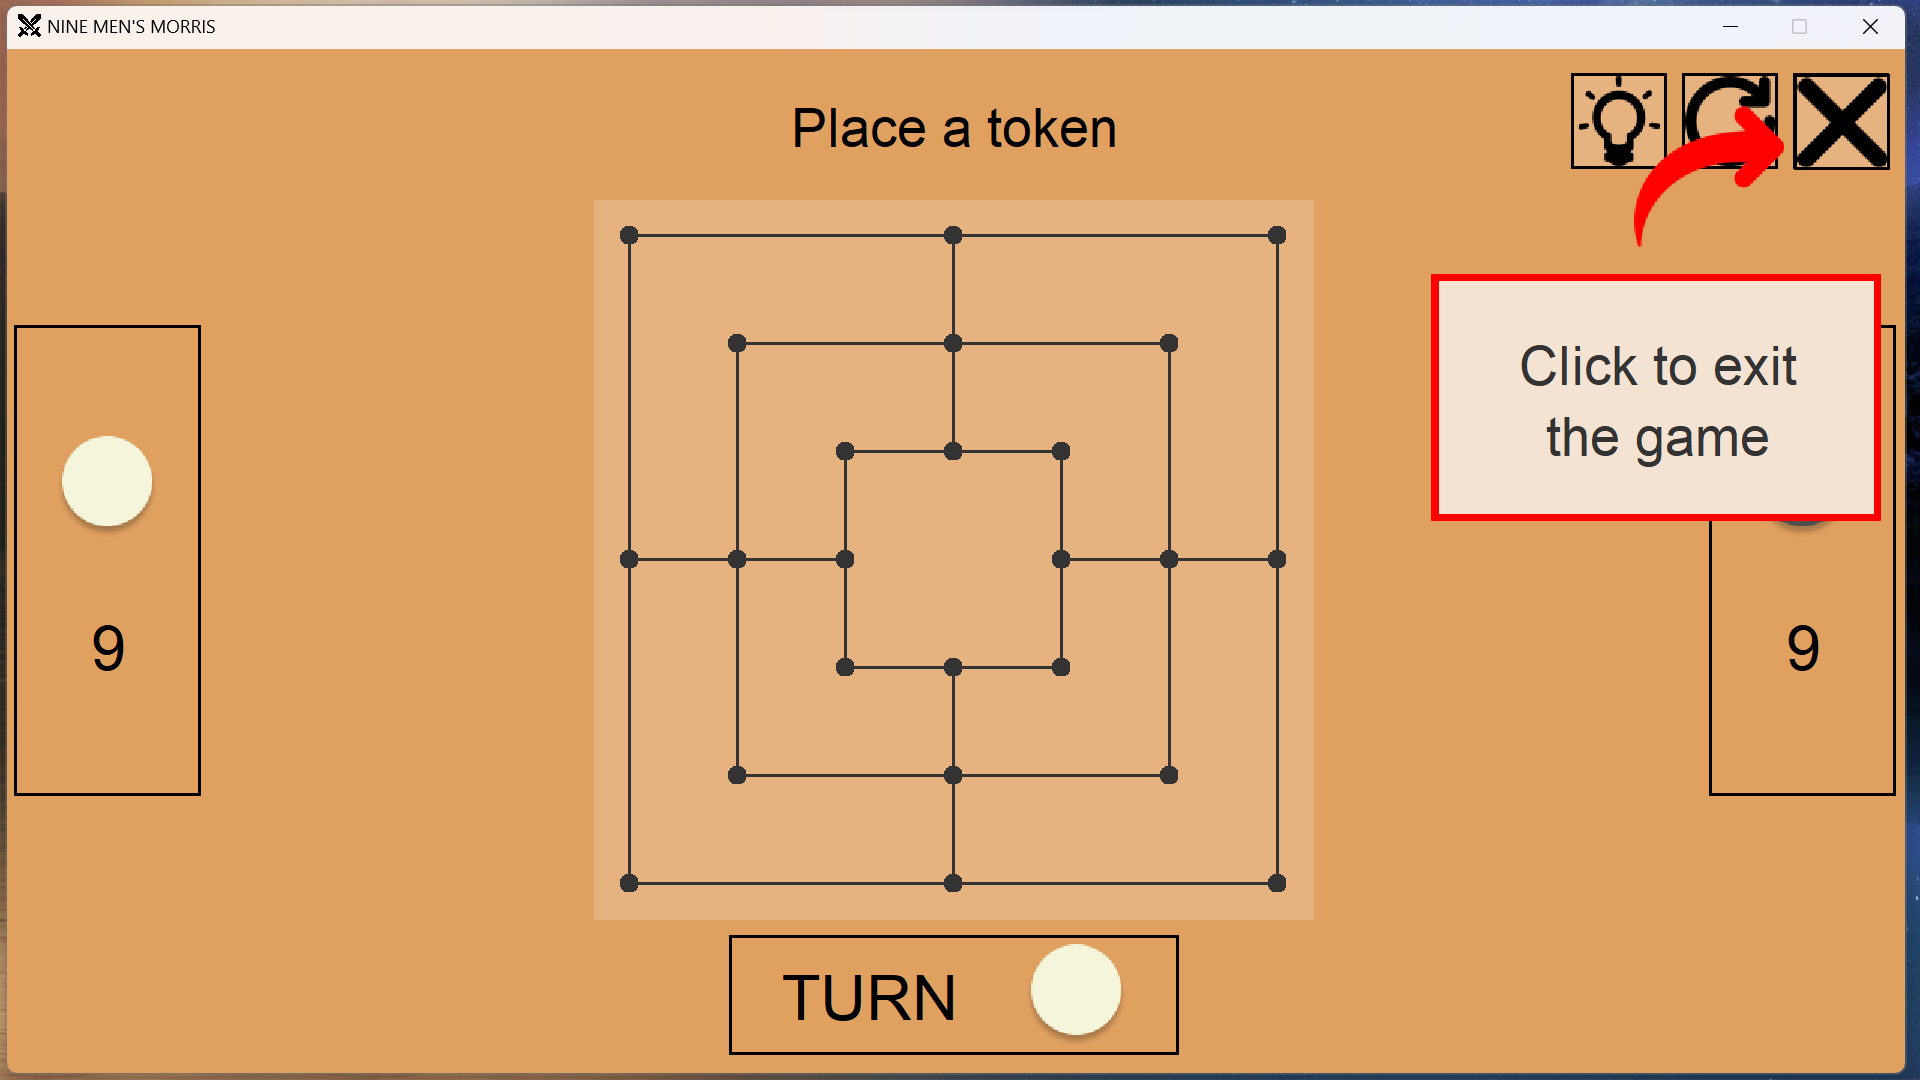 NINE MEN'S MORRIS
Place a token
Click to exit
the game
9
9
TURN